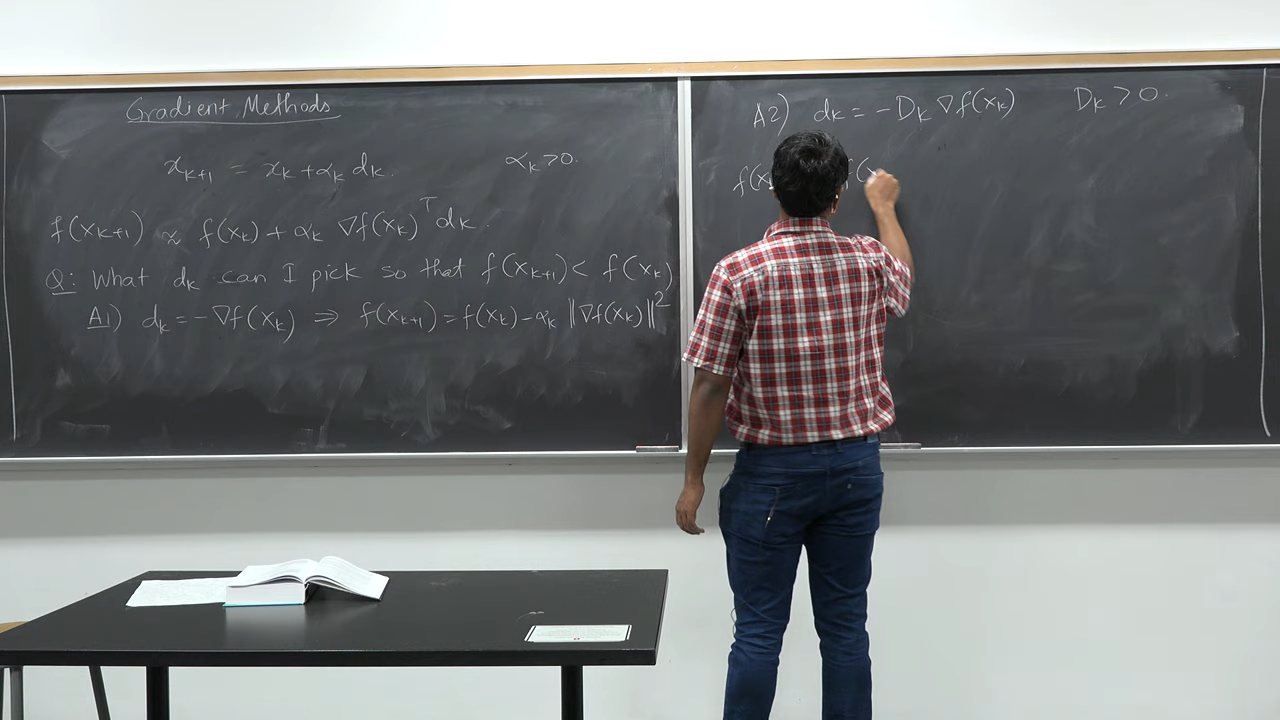 Gradient Methods
x_{k+1} = x_k + α_k d_k. α_k > 0.
f(x_{k+1}) ≈ f(x_k) + α_k ∇f(x_k)^T d_k.
Q: What d_k can I pick so that f(x_{k+1}) < f(x_k)
A1) d_k = -∇f(x_k) ⇒ f(x_{k+1}) = f(x_k) - α_k ||∇f(x_k)||^2
A2) d_k = -D_k ∇f(x_k) D_k > 0.
f(x f(x